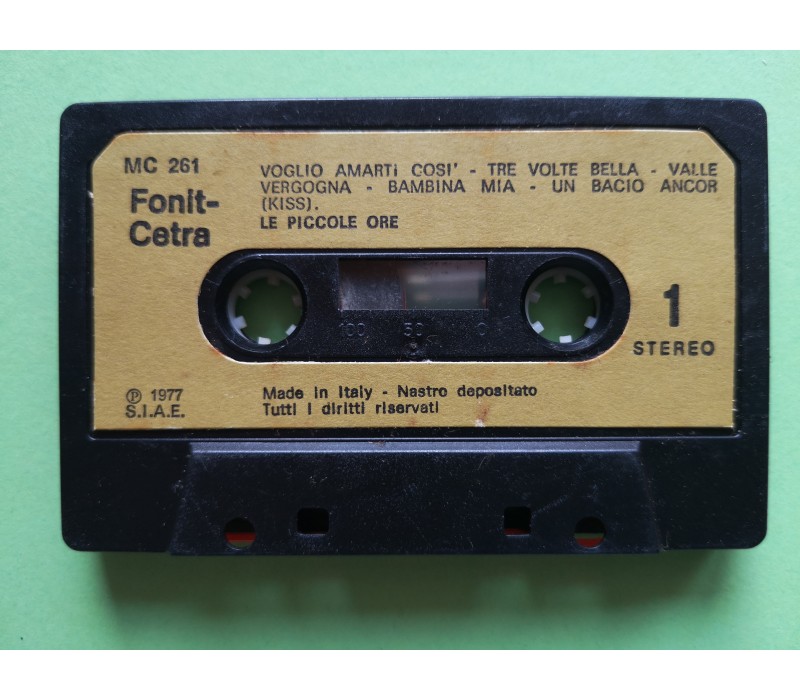 MC 261
Fonit-
Cetra
VOGLIO AMARTI COSI' - TRE VOLTE BELLA - VALLE
VERGOGNA - BAMBINA MIA - UN BACIO ANCOR
(KISS).
LE PICCOLE ORE
100 50 0
1
STEREO
℗ 1977
S.I.A.E.
Made in Italy - Nastro depositato
Tutti i diritti riservati